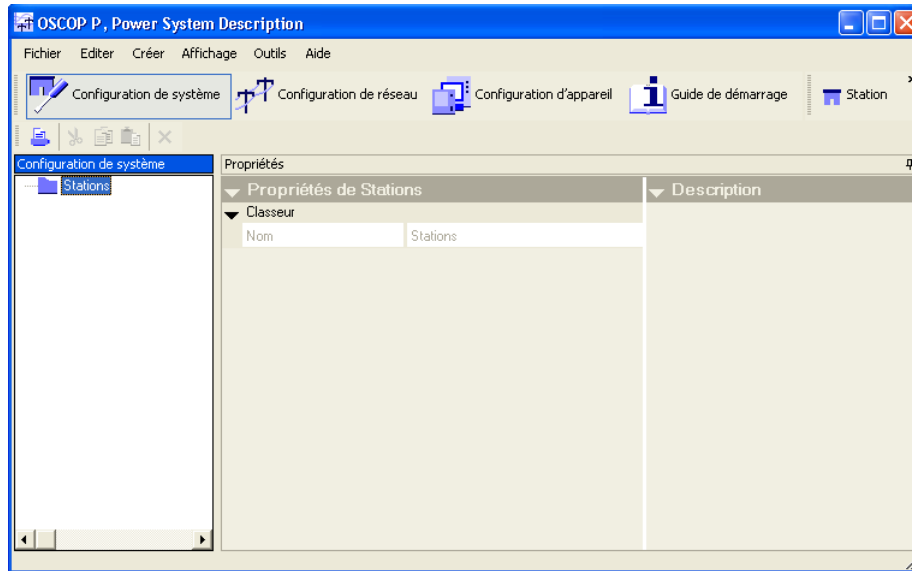 OSCOP P, Power System Description
Fichier Editer Créer Affichage Outils Aide
Configuration de système Configuration de réseau Configuration d'appareil Guide de démarrage Station
Configuration de système Propriétés
Stations Propriétés de Stations Description
Classeur
Nom Stations